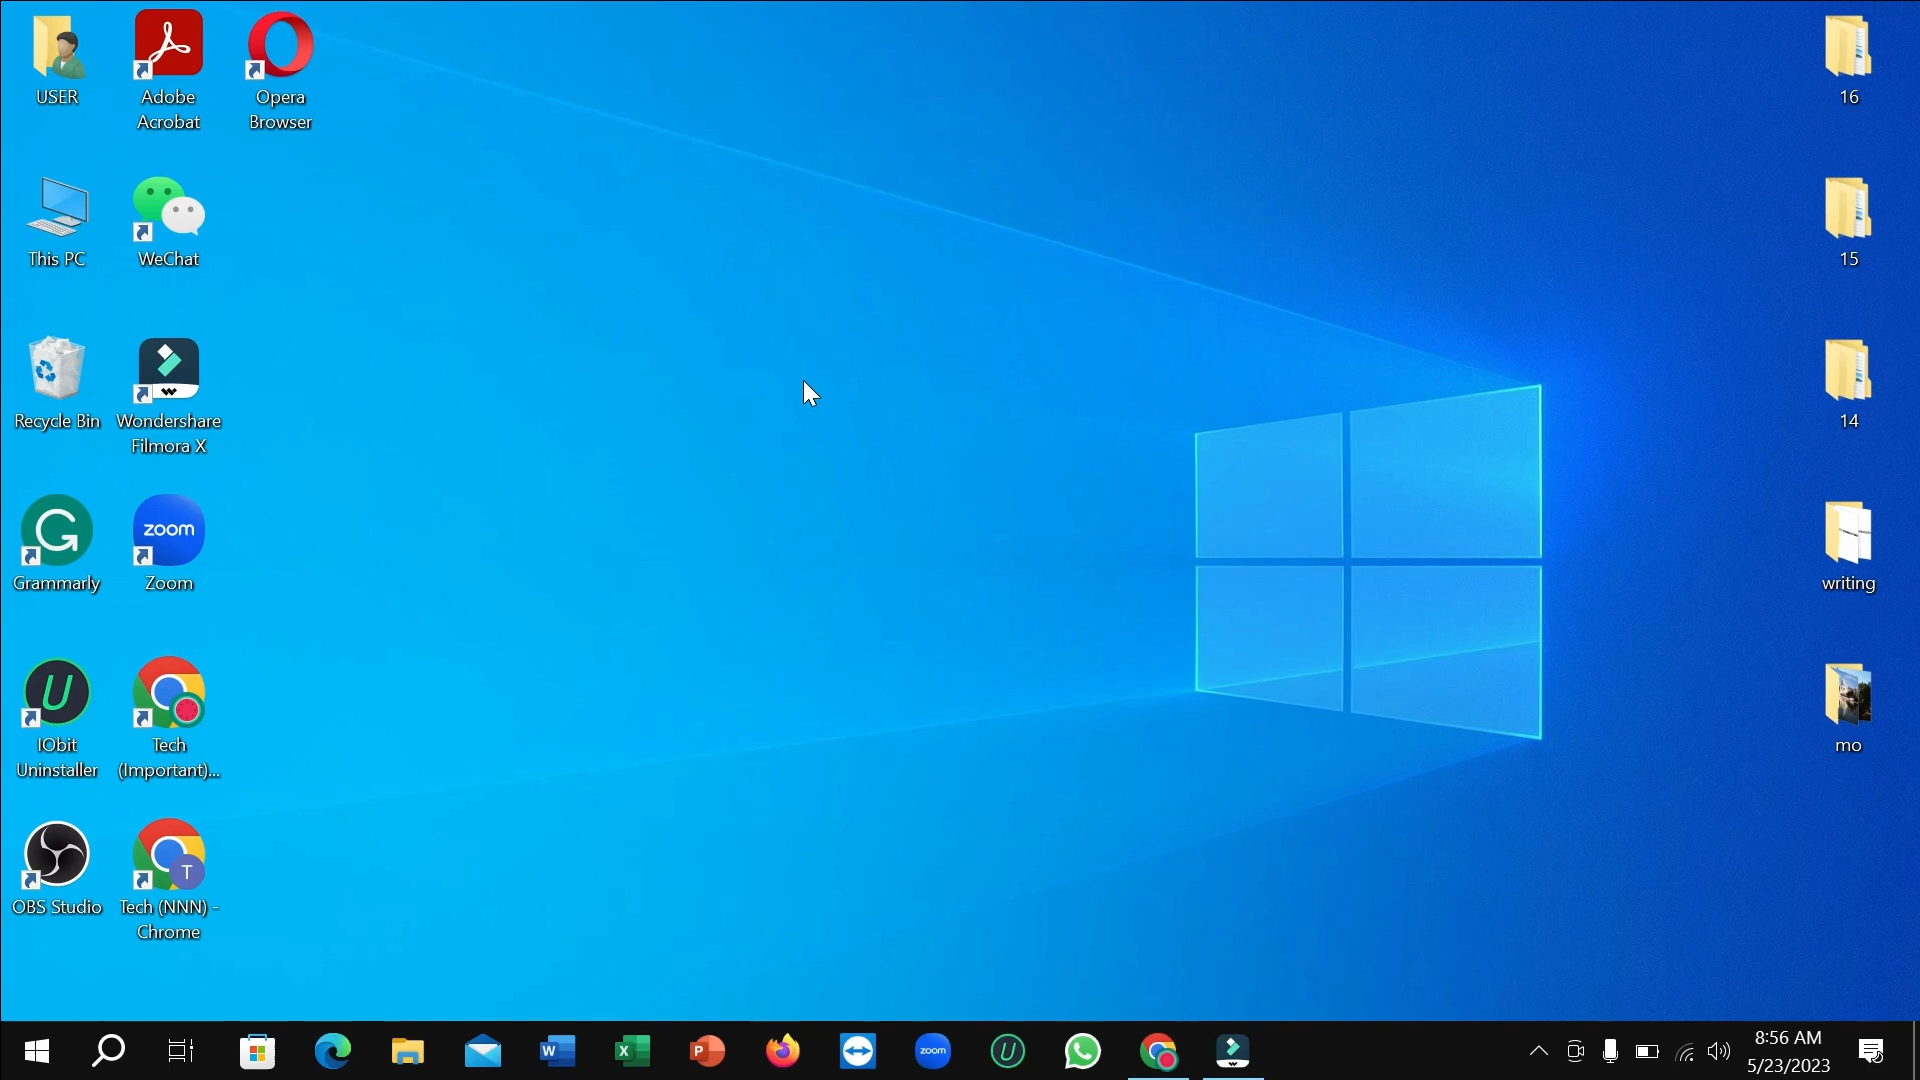 USER
Adobe
Acrobat
Opera
Browser
16
This PC
WeChat
15
Recycle Bin
Wondershare
Filmora X
14
Grammarly
zoom
Zoom
writing
IObit
Uninstaller
Tech
(Important)...
mo
OBS Studio
T
Tech (NNN) -
Chrome
W
X
P
zoom
8:56 AM
5/23/2023